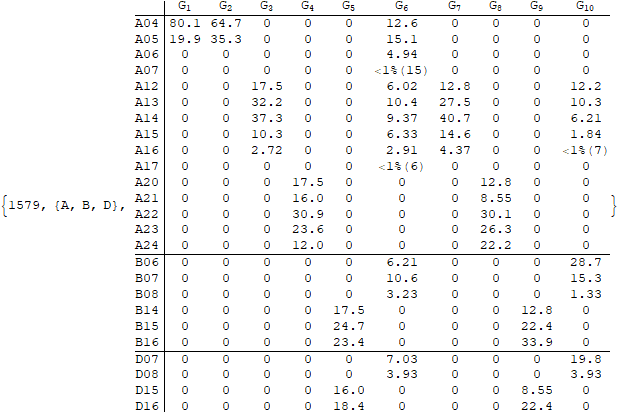 G1 G2 G3 G4 G5 G6 G7 G8 G9 G10
A04 80.1 64.7 0 0 0 12.6 0 0 0 0
A05 19.9 35.3 0 0 0 15.1 0 0 0 0
A06 0 0 0 0 0 4.94 0 0 0 0
A07 0 0 0 0 0 <1%(15) 0 0 0 0
A12 0 0 17.5 0 0 6.02 12.8 0 0 12.2
A13 0 0 32.2 0 0 10.4 27.5 0 0 10.3
A14 0 0 37.3 0 0 9.37 40.7 0 0 6.21
A15 0 0 10.3 0 0 6.33 14.6 0 0 1.84
A16 0 0 2.72 0 0 2.91 4.37 0 0 <1%(7)
A17 0 0 0 0 0 <1%(6) 0 0 0 0
A20 0 0 0 17.5 0 0 0 12.8 0 0
{1579, {A, B, D}, A21 0 0 0 16.0 0 0 0 8.55 0 0 }
A22 0 0 0 30.9 0 0 0 30.1 0 0
A23 0 0 0 23.6 0 0 0 26.3 0 0
A24 0 0 0 12.0 0 0 0 22.2 0 0
B06 0 0 0 0 0 6.21 0 0 0 28.7
B07 0 0 0 0 0 10.6 0 0 0 15.3
B08 0 0 0 0 0 3.23 0 0 0 1.33
B14 0 0 0 0 17.5 0 0 0 12.8 0
B15 0 0 0 0 24.7 0 0 0 22.4 0
B16 0 0 0 0 23.4 0 0 0 33.9 0
D07 0 0 0 0 0 7.03 0 0 0 19.8
D08 0 0 0 0 0 3.93 0 0 0 3.93
D15 0 0 0 0 16.0 0 0 0 8.55 0
D16 0 0 0 0 18.4 0 0 0 22.4 0